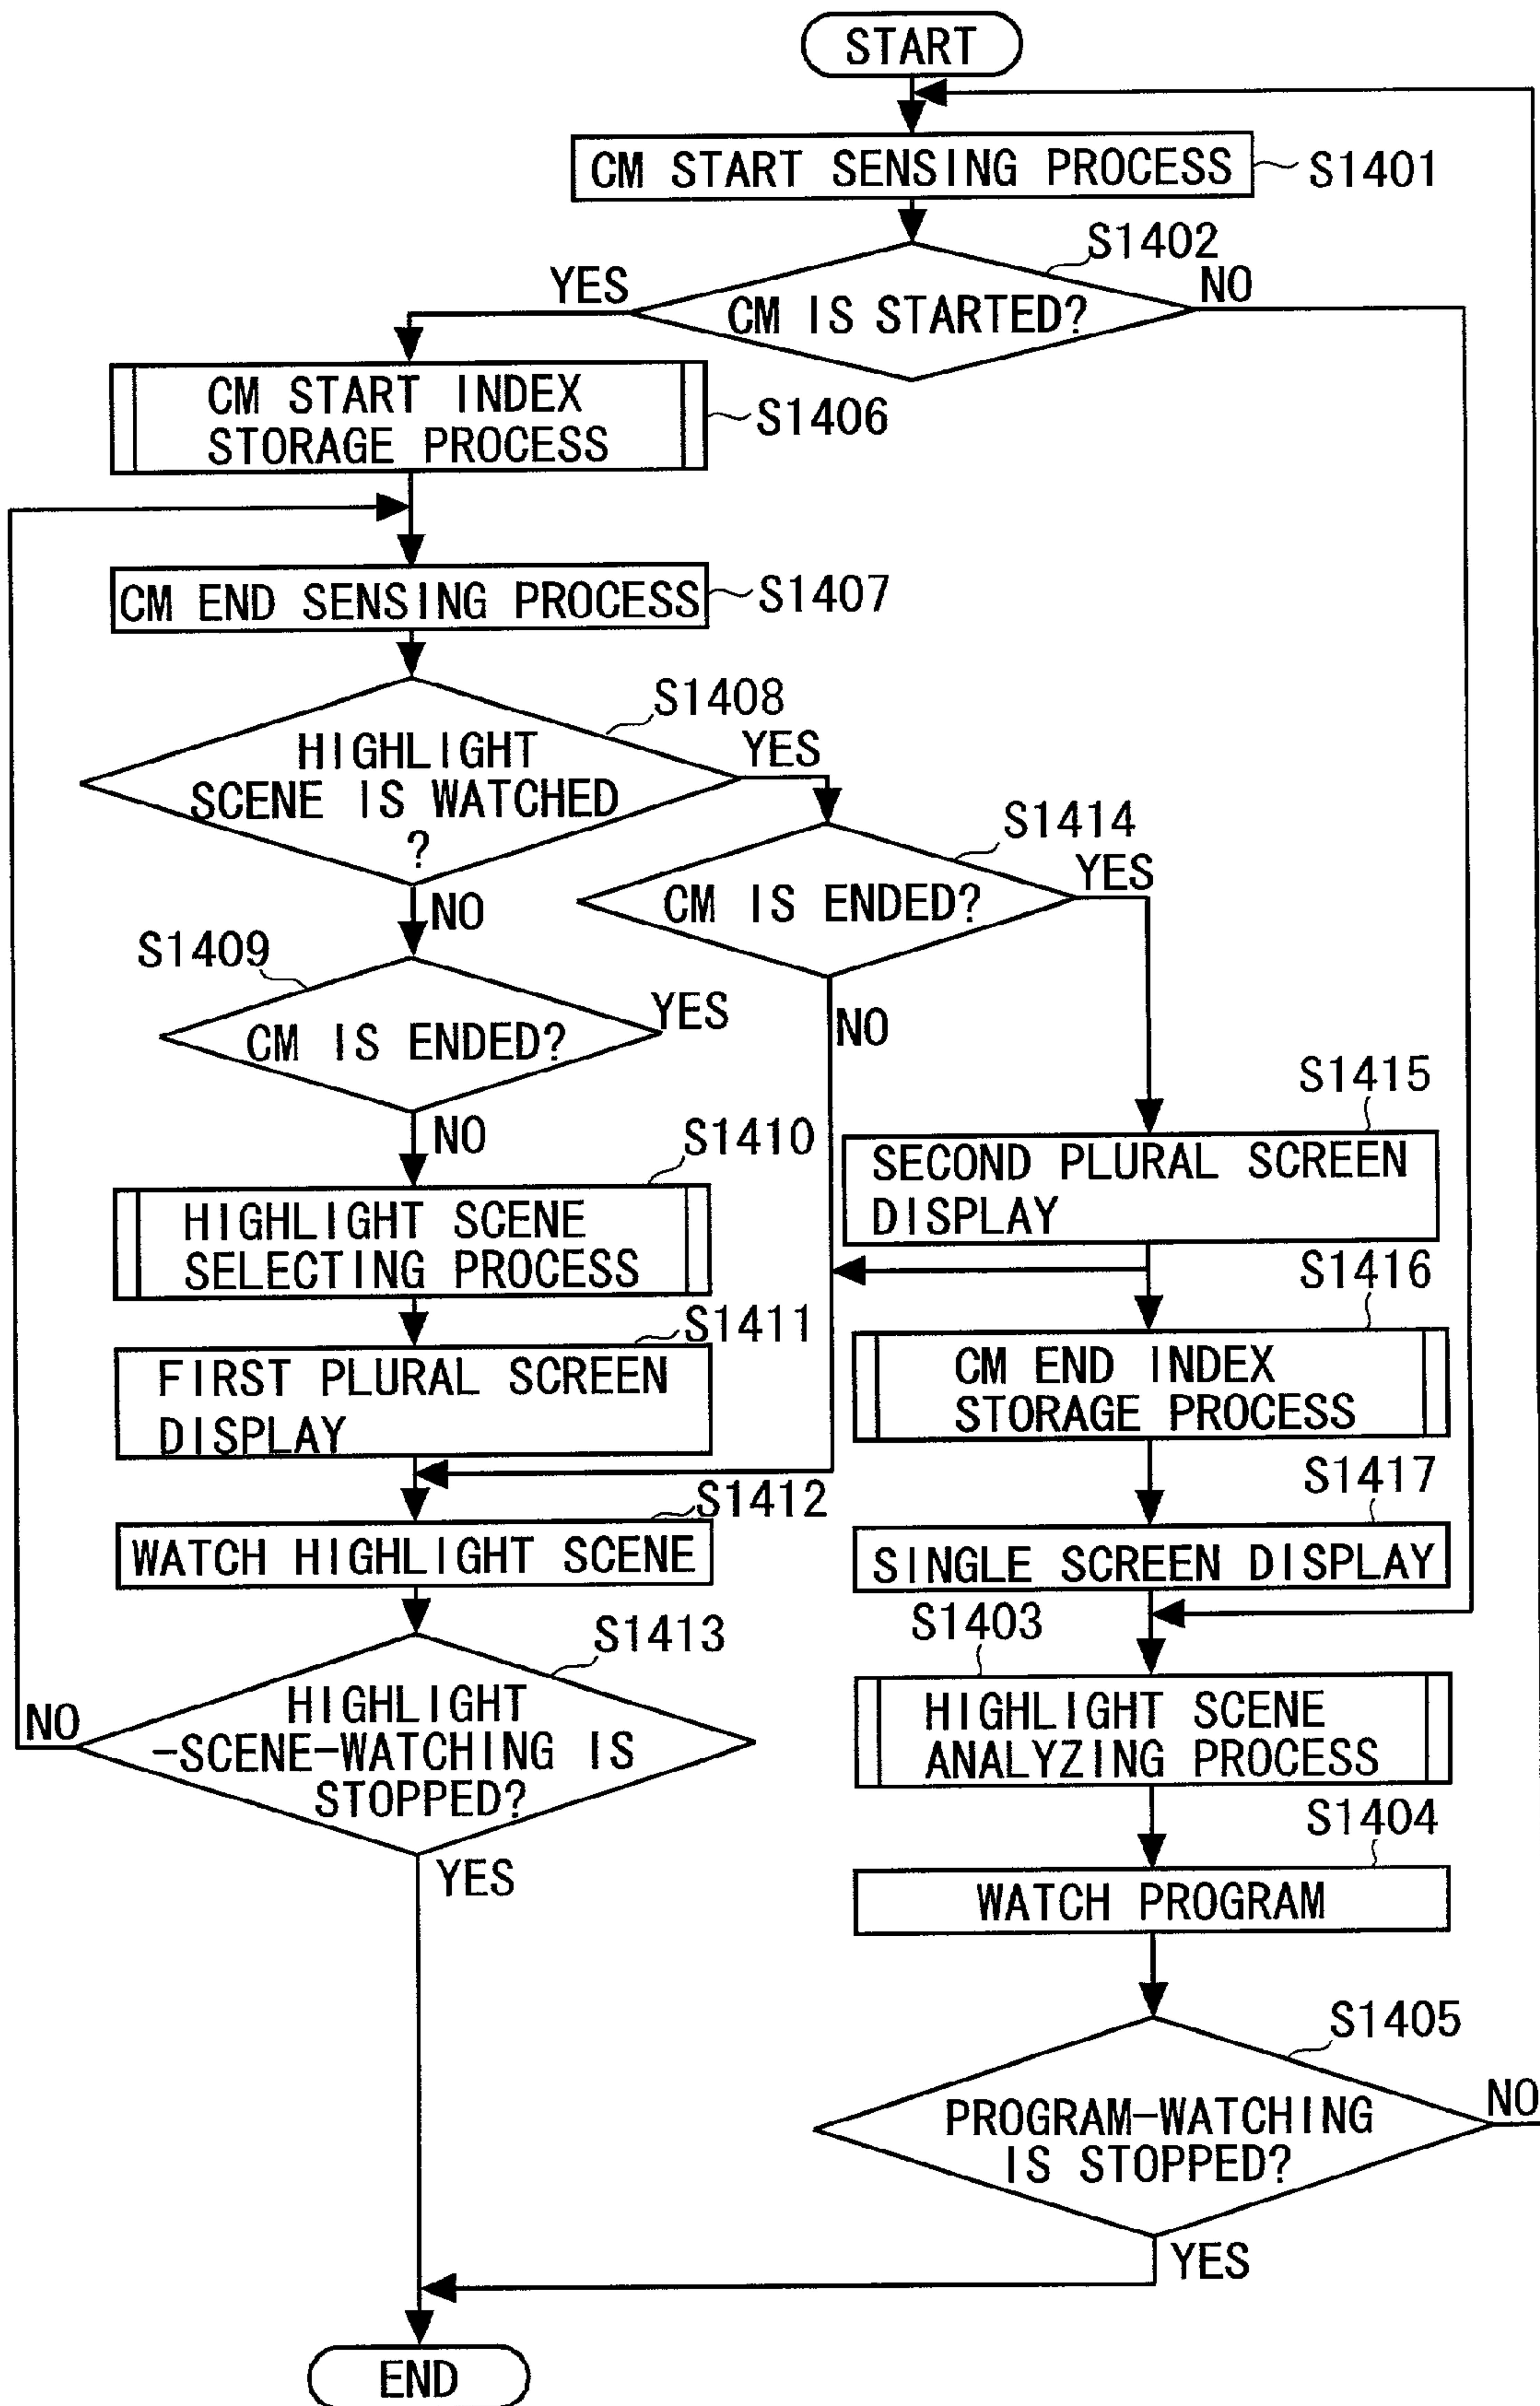 START
CM START SENSING PROCESS
S1401
S1402
YES
NO
CM IS STARTED?
CM START INDEX
STORAGE PROCESS
S1406
CM END SENSING PROCESS
S1407
S1408
HIGHLIGHT
SCENE IS WATCHED
?
YES
NO
S1414
CM IS ENDED?
YES
NO
S1409
CM IS ENDED?
YES
NO
S1415
SECOND PLURAL SCREEN
DISPLAY
S1410
HIGHLIGHT SCENE
SELECTING PROCESS
S1416
CM END INDEX
STORAGE PROCESS
S1411
FIRST PLURAL SCREEN
DISPLAY
S1417
SINGLE SCREEN DISPLAY
S1412
WATCH HIGHLIGHT SCENE
S1413
HIGHLIGHT
-SCENE-WATCHING IS
STOPPED?
NO
YES
S1403
HIGHLIGHT SCENE
ANALYZING PROCESS
S1404
WATCH PROGRAM
S1405
PROGRAM-WATCHING
IS STOPPED?
NO
YES
END